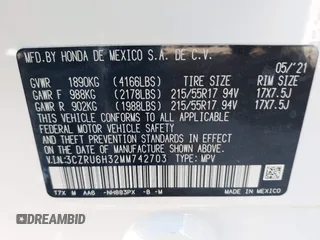 MFD.BY HONDA DE MEXICO S.A. DE C.V.
05/'21
GVWR 1890KG (4166LBS) TIRE SIZE RIM SIZE
GAWR F 988KG (2178LBS) 215/55R17 94V 17X7.5J
GAWR R 902KG (1988LBS) 215/55R17 94V 17X7.5J
THIS VEHICLE CONFORMS TO ALL APPLICABLE FEDERAL
MOTOR VEHICLE SAFETY AND THEFT PREVENTION
STANDARDS IN EFFECT ON THE DATE OF MANUFACTURE
SHOWN ABOVE.
V.I.N:3CZRU6H32MM742703 TYPE: MPV
T7X M AA6 -NH883PX -B -M
MADE IN MEXICO
DREAMBID